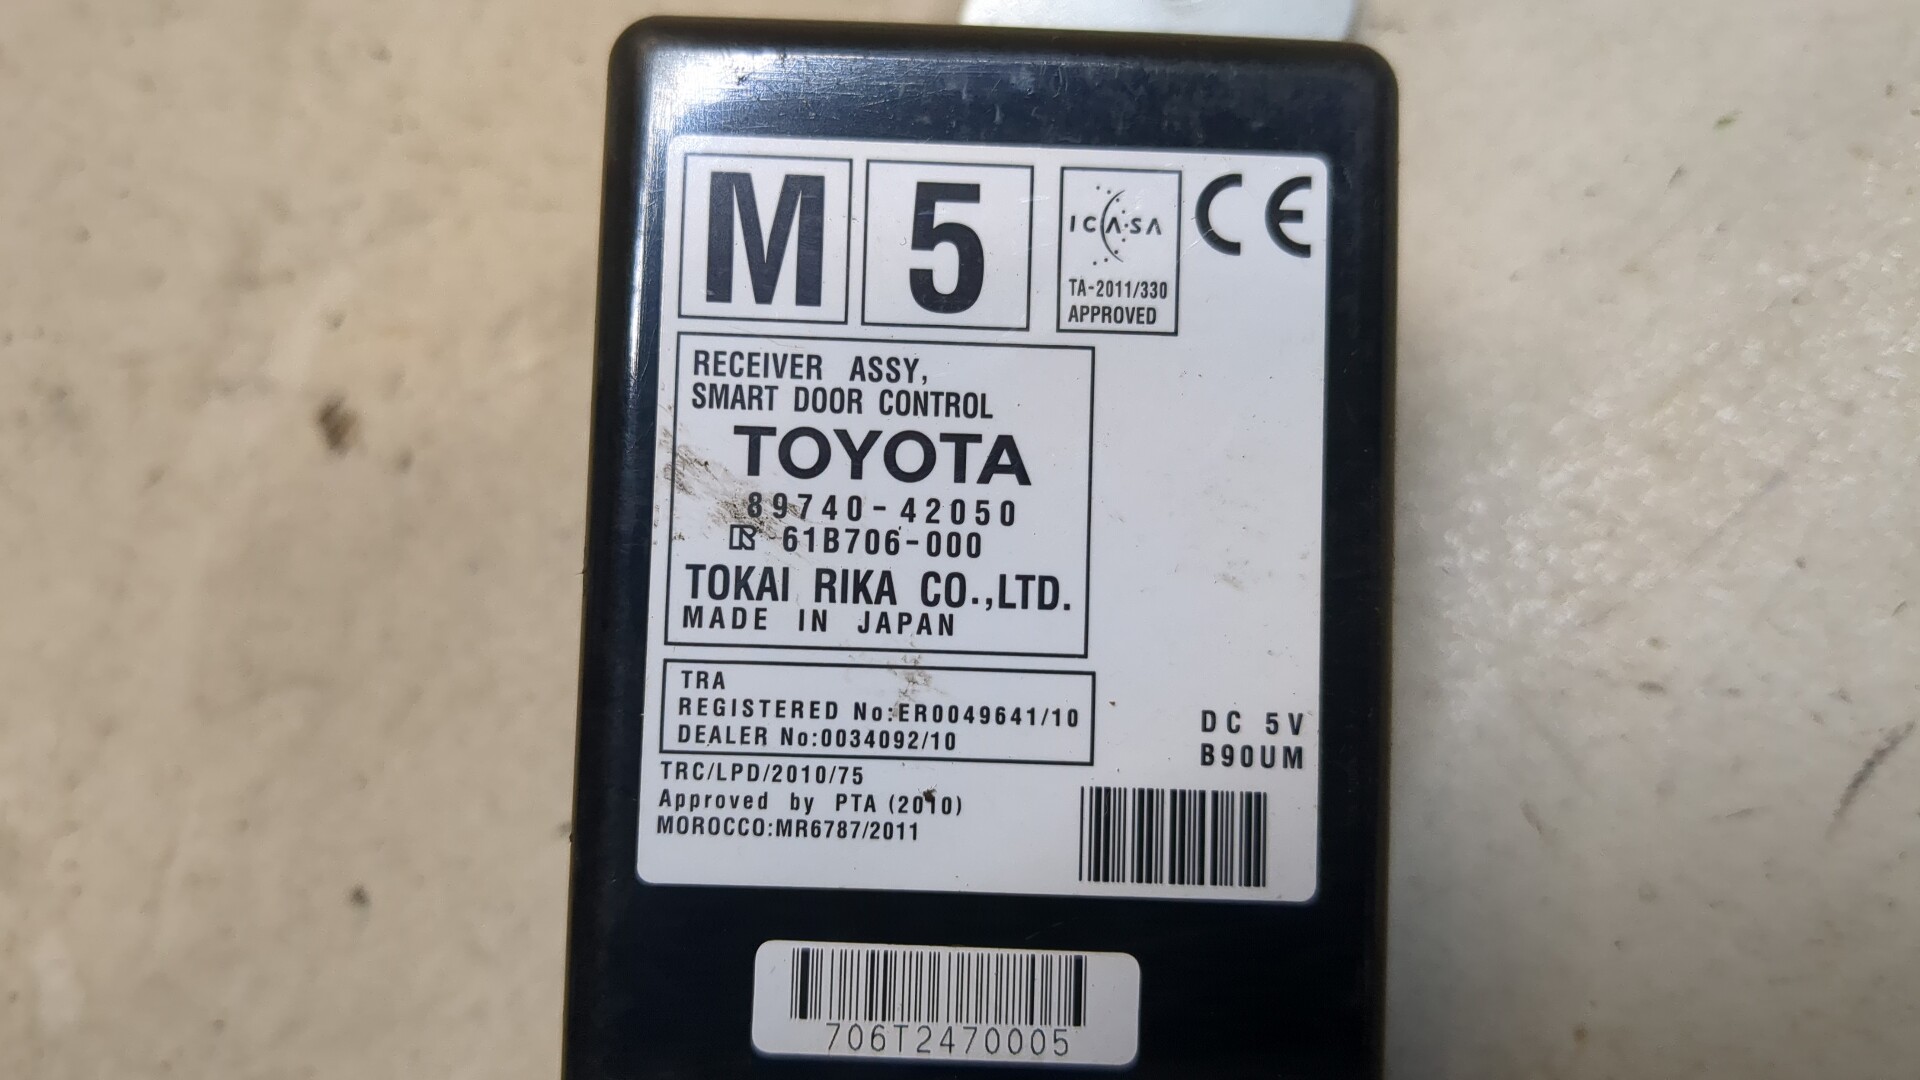 M 5
ICASA
TA-2011/330
APPROVED
CE
RECEIVER ASSY,
SMART DOOR CONTROL
TOYOTA
89740-42050
61B706-000
TOKAI RIKA CO.,LTD.
MADE IN JAPAN
TRA
REGISTERED No:ER0049641/10
DEALER No:0034092/10
DC 5V
B90UM
TRC/LPD/2010/75
Approved by PTA (2010)
MOROCCO:MR6787/2011
706T2470005